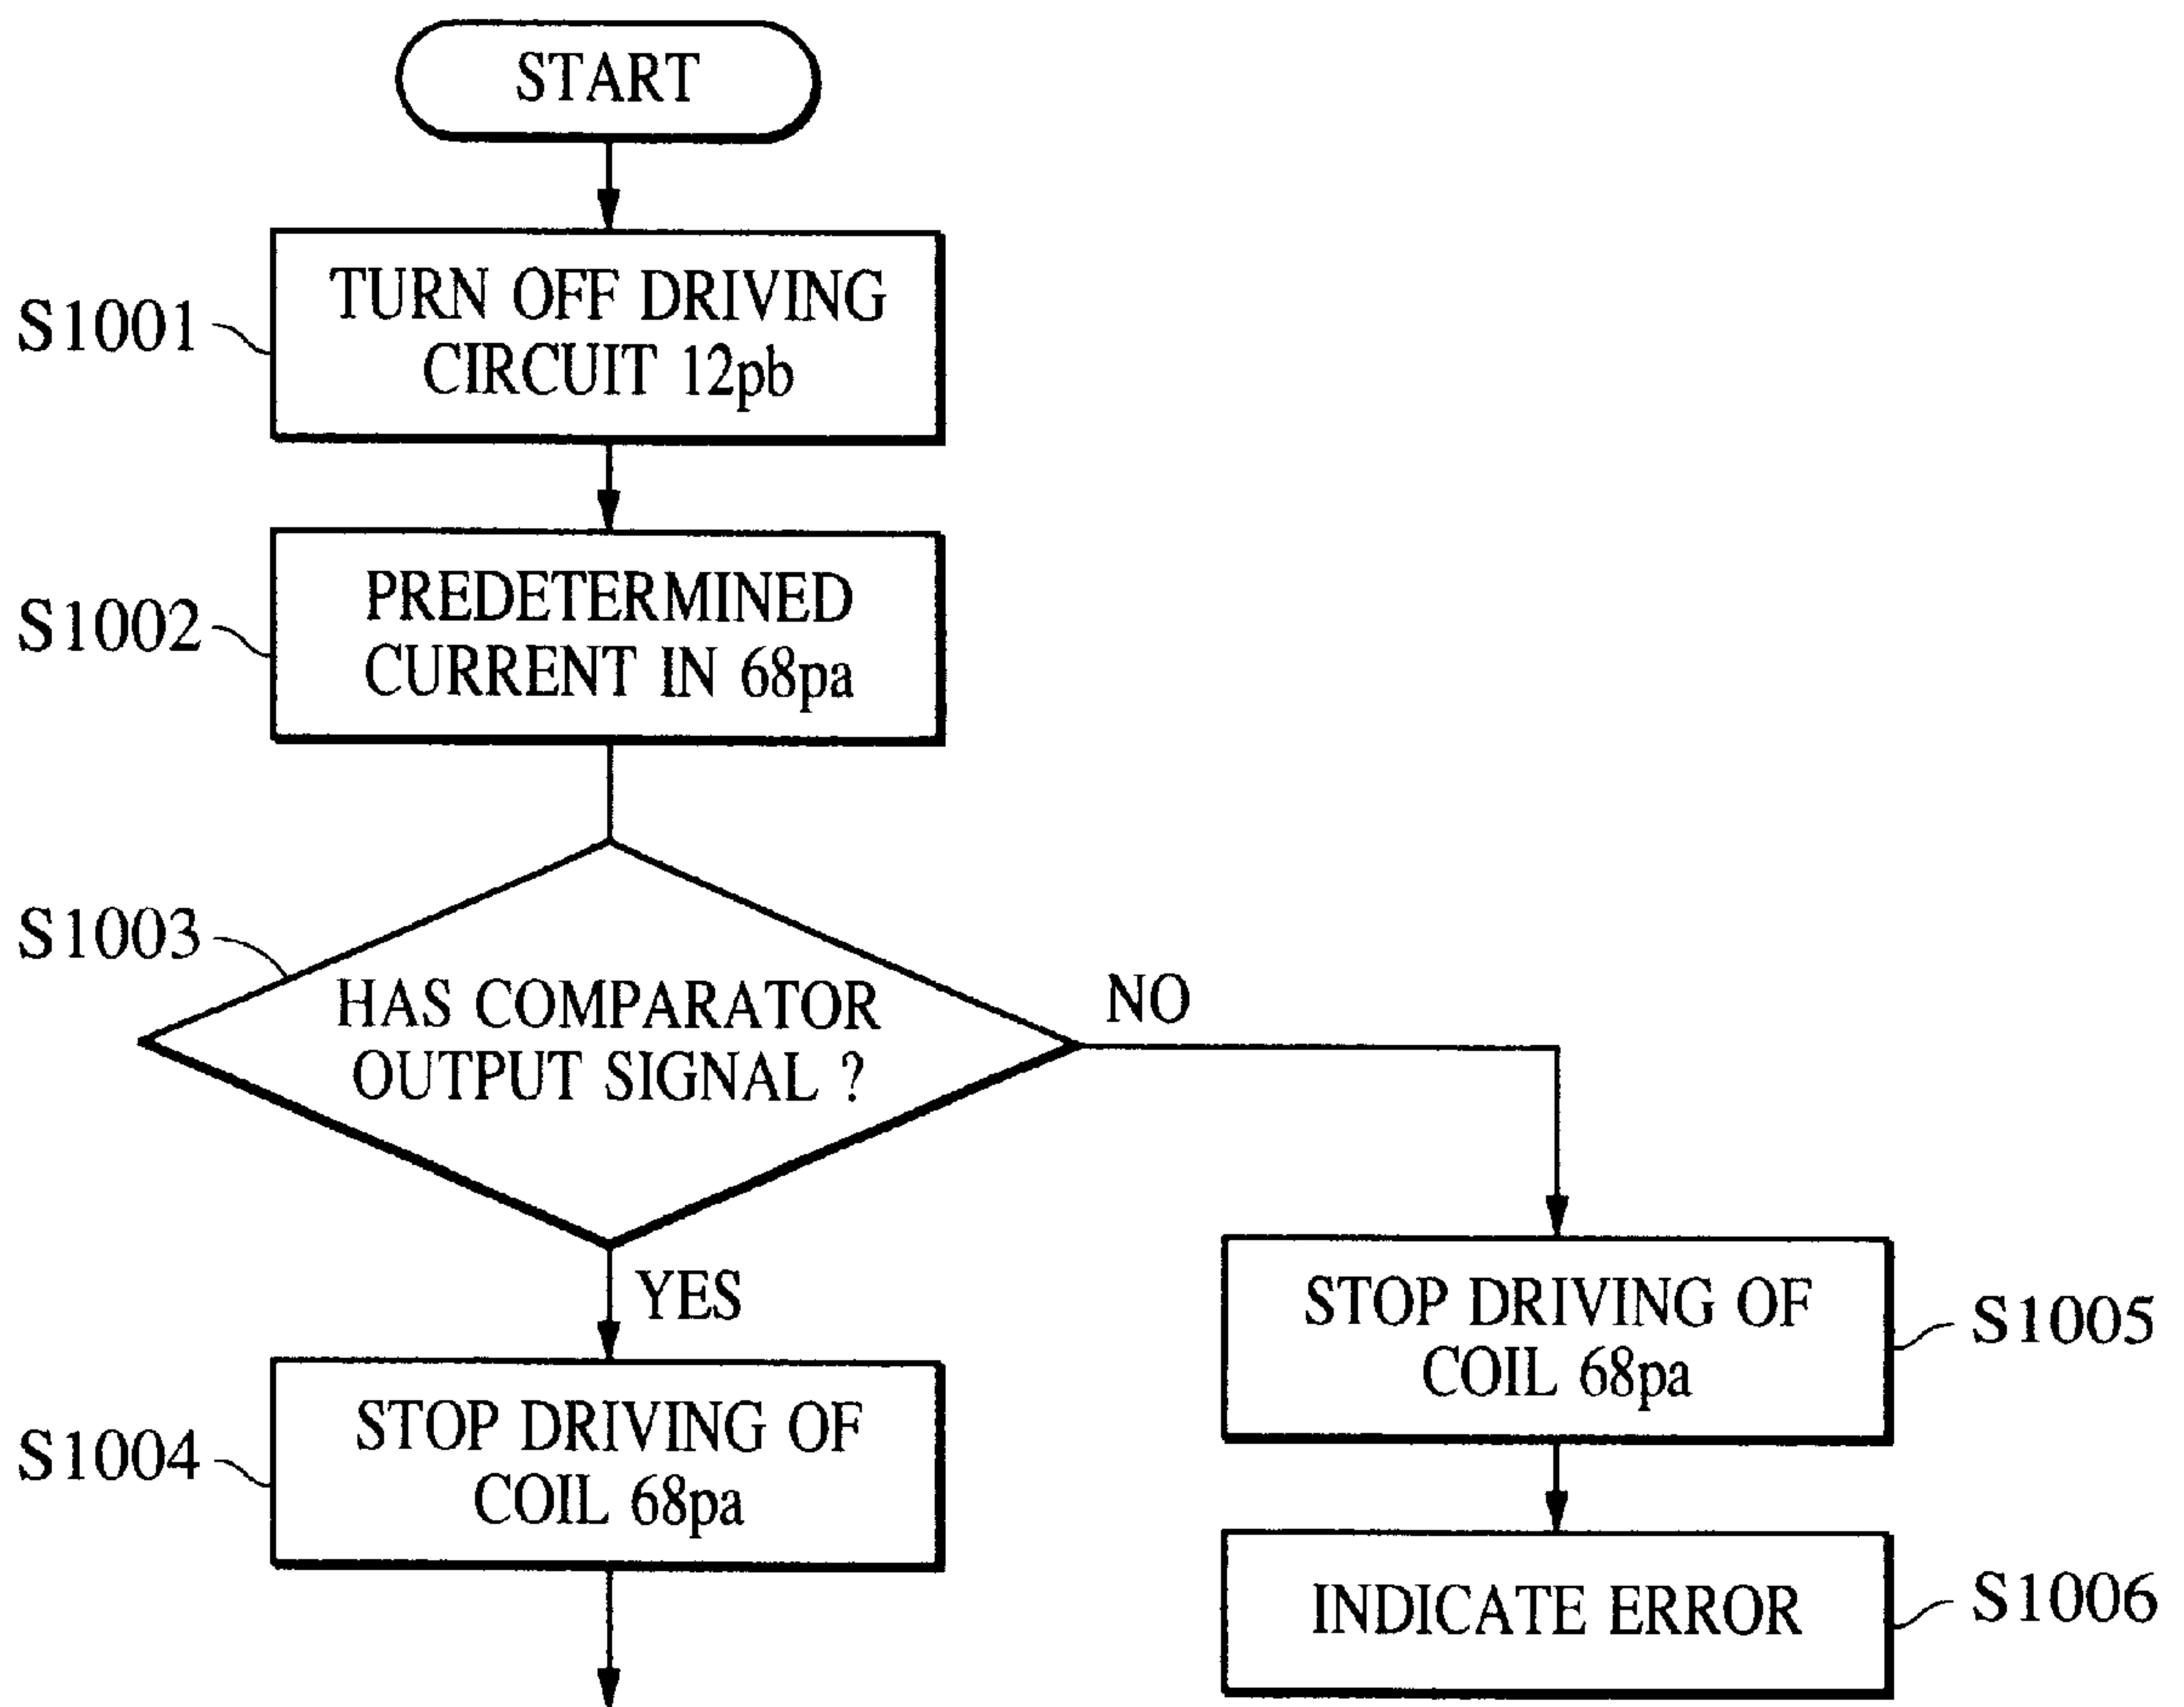 START
S1001
TURN OFF DRIVING
CIRCUIT 12pb
S1002
PREDETERMINED
CURRENT IN 68pa
S1003
HAS COMPARATOR
OUTPUT SIGNAL ?
NO
YES
S1004
STOP DRIVING OF
COIL 68pa
STOP DRIVING OF
COIL 68pa
S1005
INDICATE ERROR
S1006